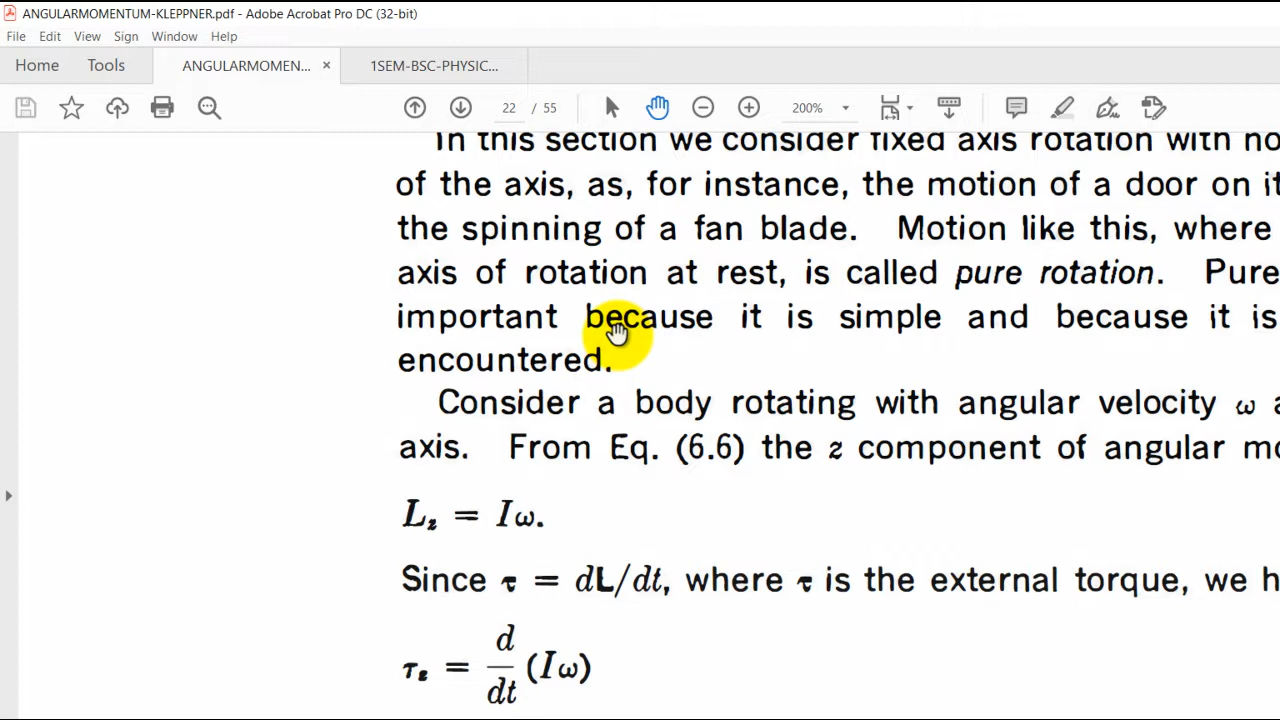 ANGULARMOMENTUM-KLEPPNER.pdf - Adobe Acrobat Pro DC (32-bit)
File Edit View Sign Window Help
Home Tools ANGULARMOMEN... × 1SEM-BSC-PHYSIC...
22 / 55 200%
In this section we consider fixed axis rotation with no
of the axis, as, for instance, the motion of a door on it
the spinning of a fan blade. Motion like this, where
axis of rotation at rest, is called pure rotation. Pure
important because it is simple and because it is
encountered.
Consider a body rotating with angular velocity ω a
axis. From Eq. (6.6) the z component of angular mo
L_z = Iω.
Since τ = dL/dt, where τ is the external torque, we h
τ_z = d/dt (Iω)